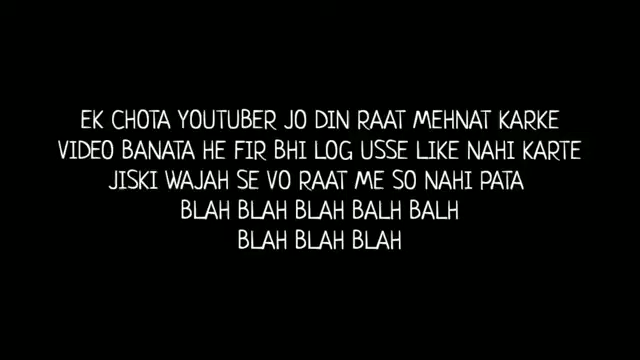 EK CHOTA YOUTUBER JO DIN RAAT MEHNAT KARKE
VIDEO BANATA HE FIR BHI LOG USSE LIKE NAHI KARTE
JISKI WAJAH SE VO RAAT ME SO NAHI PATA
BLAH BLAH BLAH BALH BALH
BLAH BLAH BLAH